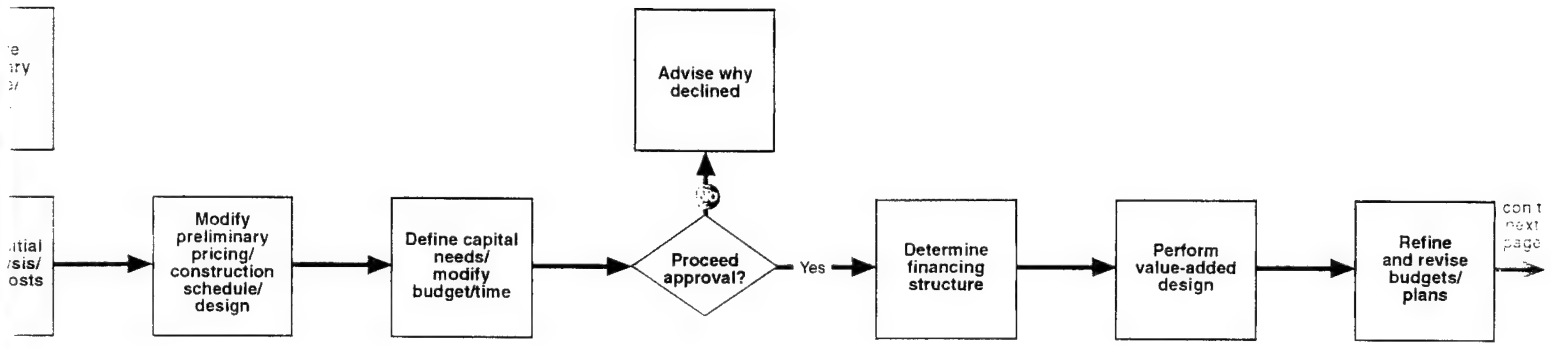 Advise why
declined
Modify
preliminary
pricing/
construction
schedule/
design
Define capital
needs/
modify
budget/time
Proceed
approval?
Yes
Determine
financing
structure
Perform
value-added
design
Refine
and revise
budgets/
plans
con't
next
page
osts